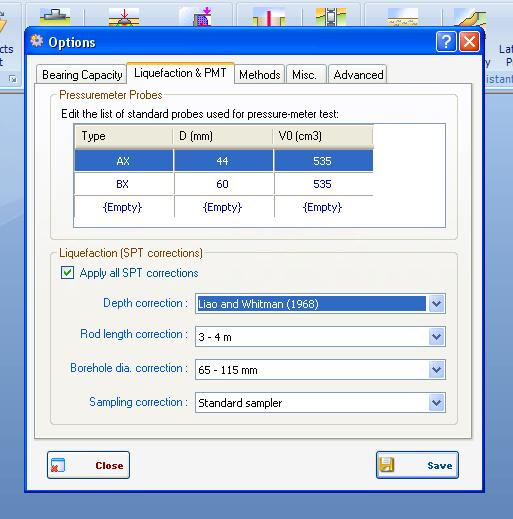 Options
cts
y
Lat
P
istant
Bearing Capacity Liquefaction & PMT Methods Misc. Advanced
Pressuremeter Probes
Edit the list of standard probes used for pressure-meter test:
Type D (mm) V0 (cm3)
AX 44 535
BX 60 535
{Empty} {Empty} {Empty}
Liquefaction (SPT corrections)
Apply all SPT corrections
Depth correction : Liao and Whitman (1968)
Rod length correction : 3 - 4 m
Borehole dia. correction : 65 - 115 mm
Sampling correction : Standard sampler
Close Save